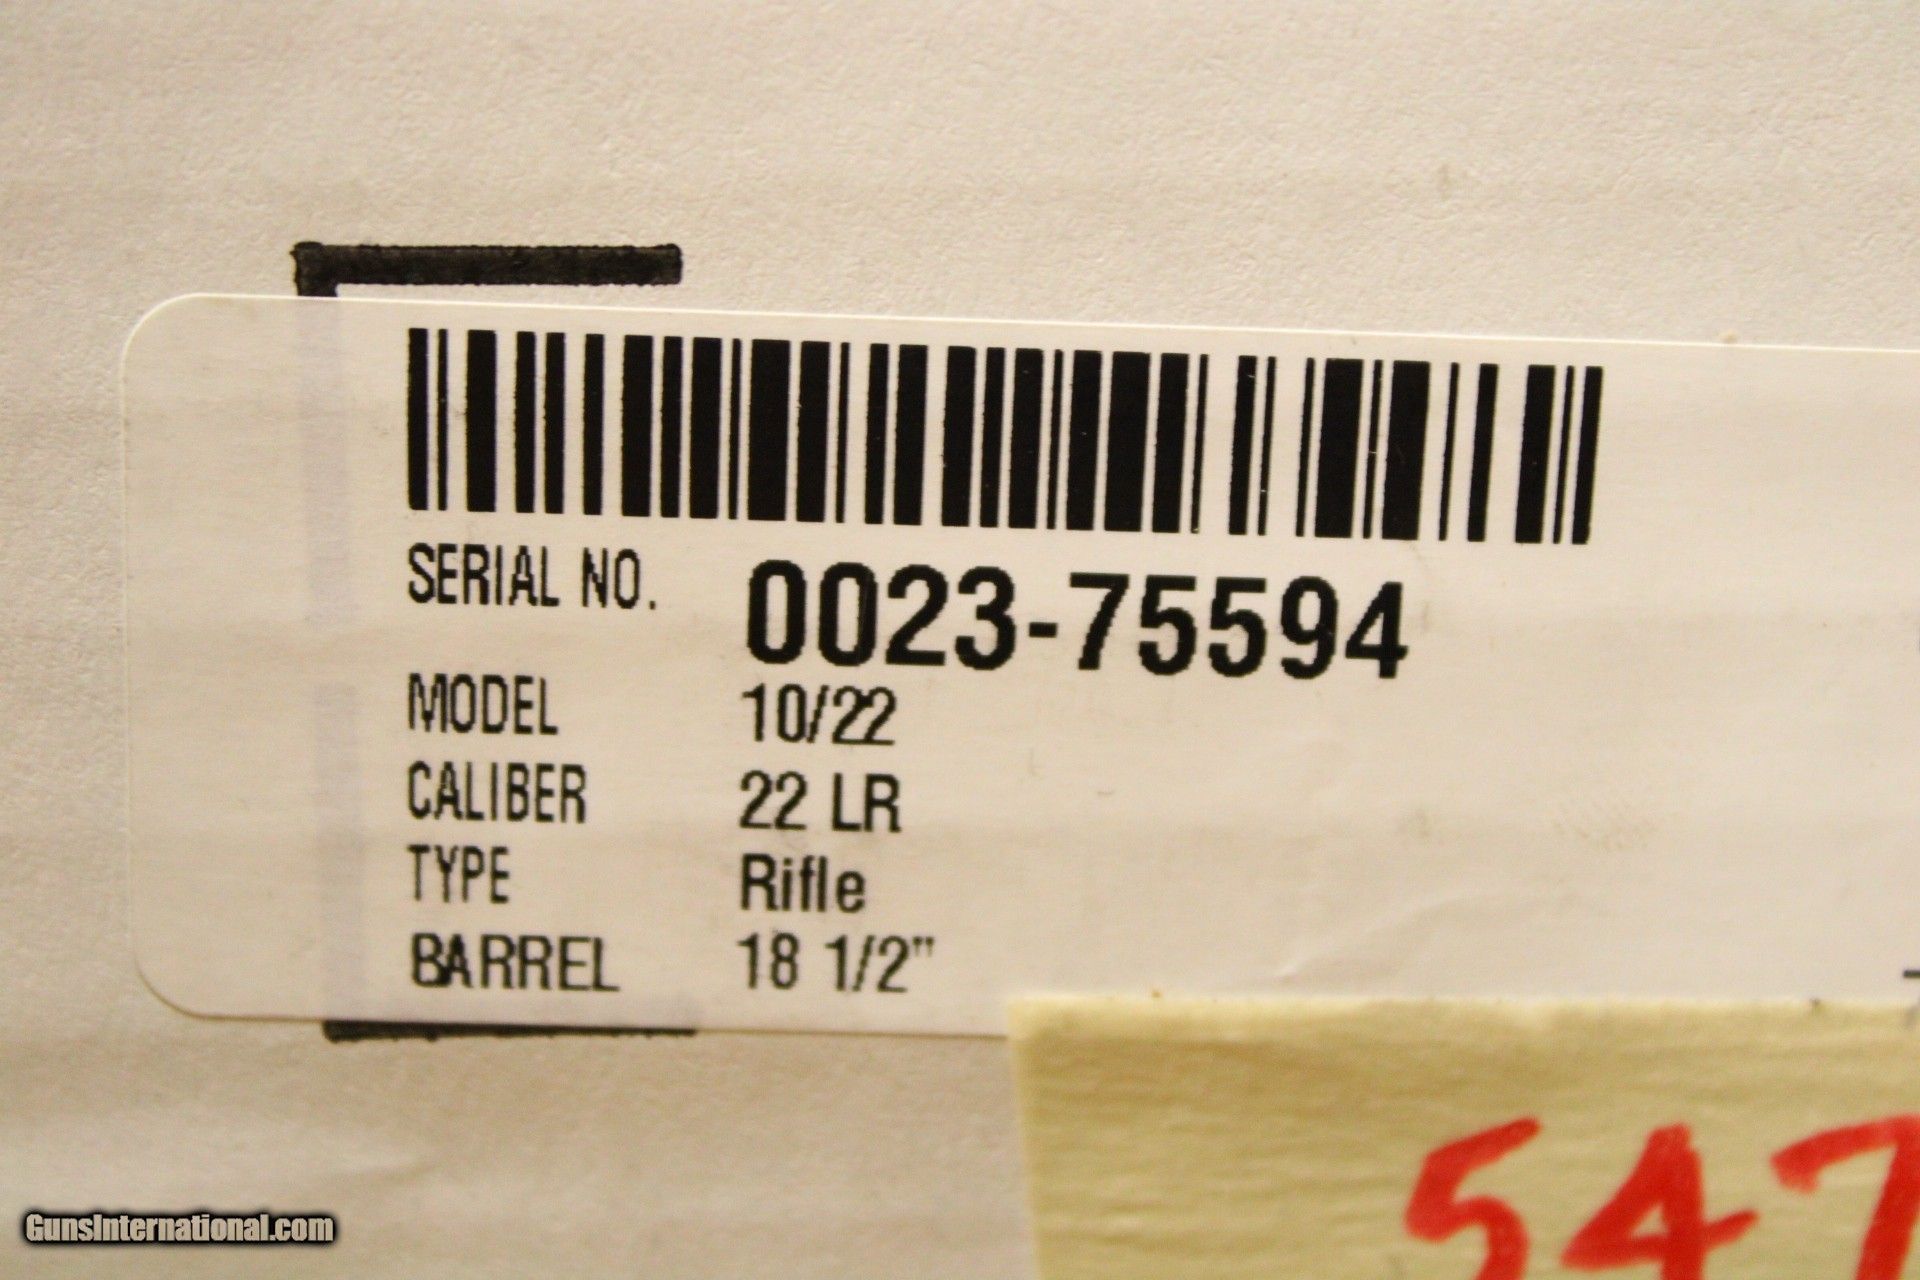 SERIAL NO. 0023-75594
MODEL 10/22
CALIBER 22 LR
TYPE Rifle
BARREL 18 1/2"
547
GunsInternational.com